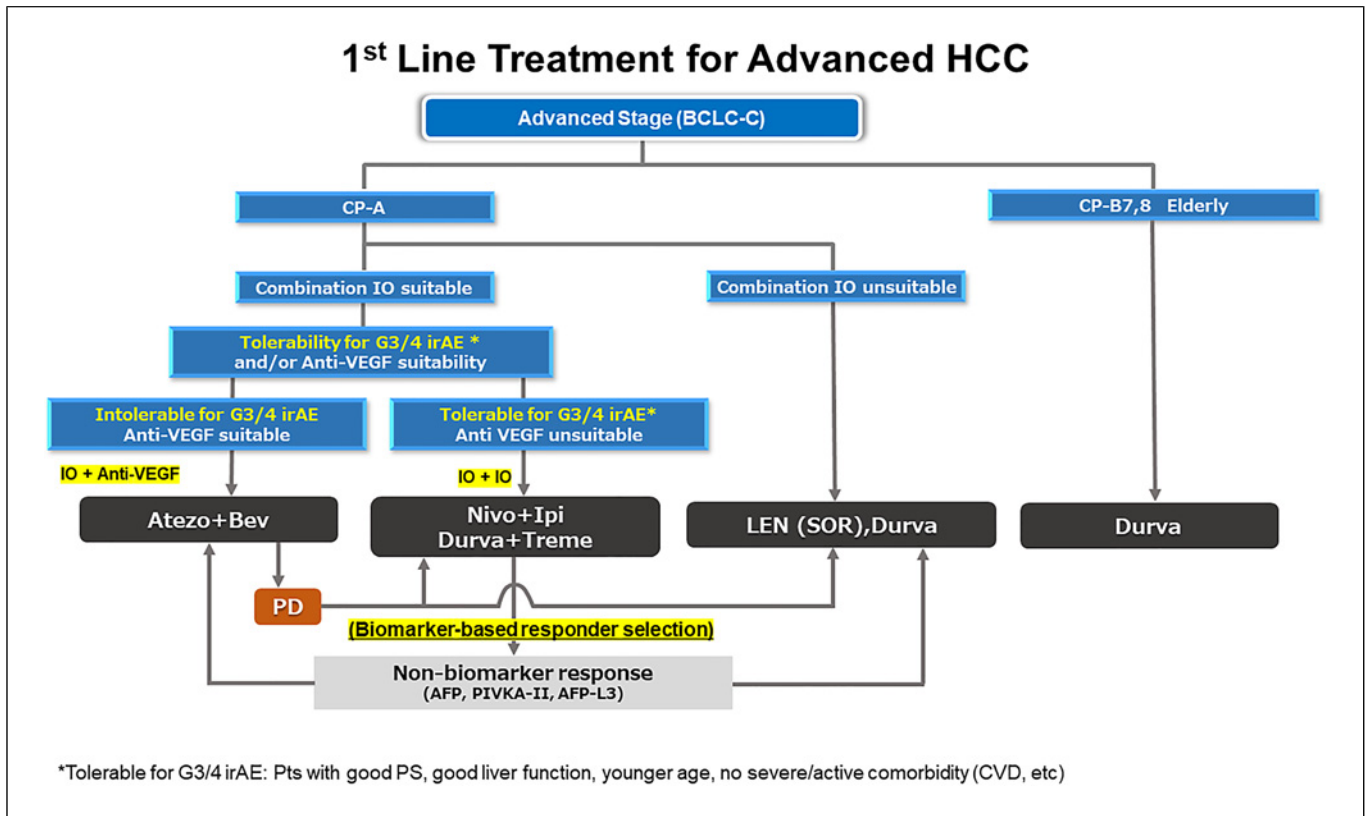 1st Line Treatment for Advanced HCC
Advanced Stage (BCLC-C)
CP-A
CP-B7,8 Elderly
Combination IO suitable
Combination IO unsuitable
Tolerability for G3/4 irAE *
and/or Anti-VEGF suitability
Intolerable for G3/4 irAE
Anti-VEGF suitable
Tolerable for G3/4 irAE*
Anti VEGF unsuitable
IO + Anti-VEGF
IO + IO
Atezo+Bev
Nivo+Ipi
Durva+Treme
LEN (SOR),Durva
Durva
PD
(Biomarker-based responder selection)
Non-biomarker response
(AFP, PIVKA-II, AFP-L3)
*Tolerable for G3/4 irAE: Pts with good PS, good liver function, younger age, no severe/active comorbidity (CVD, etc)